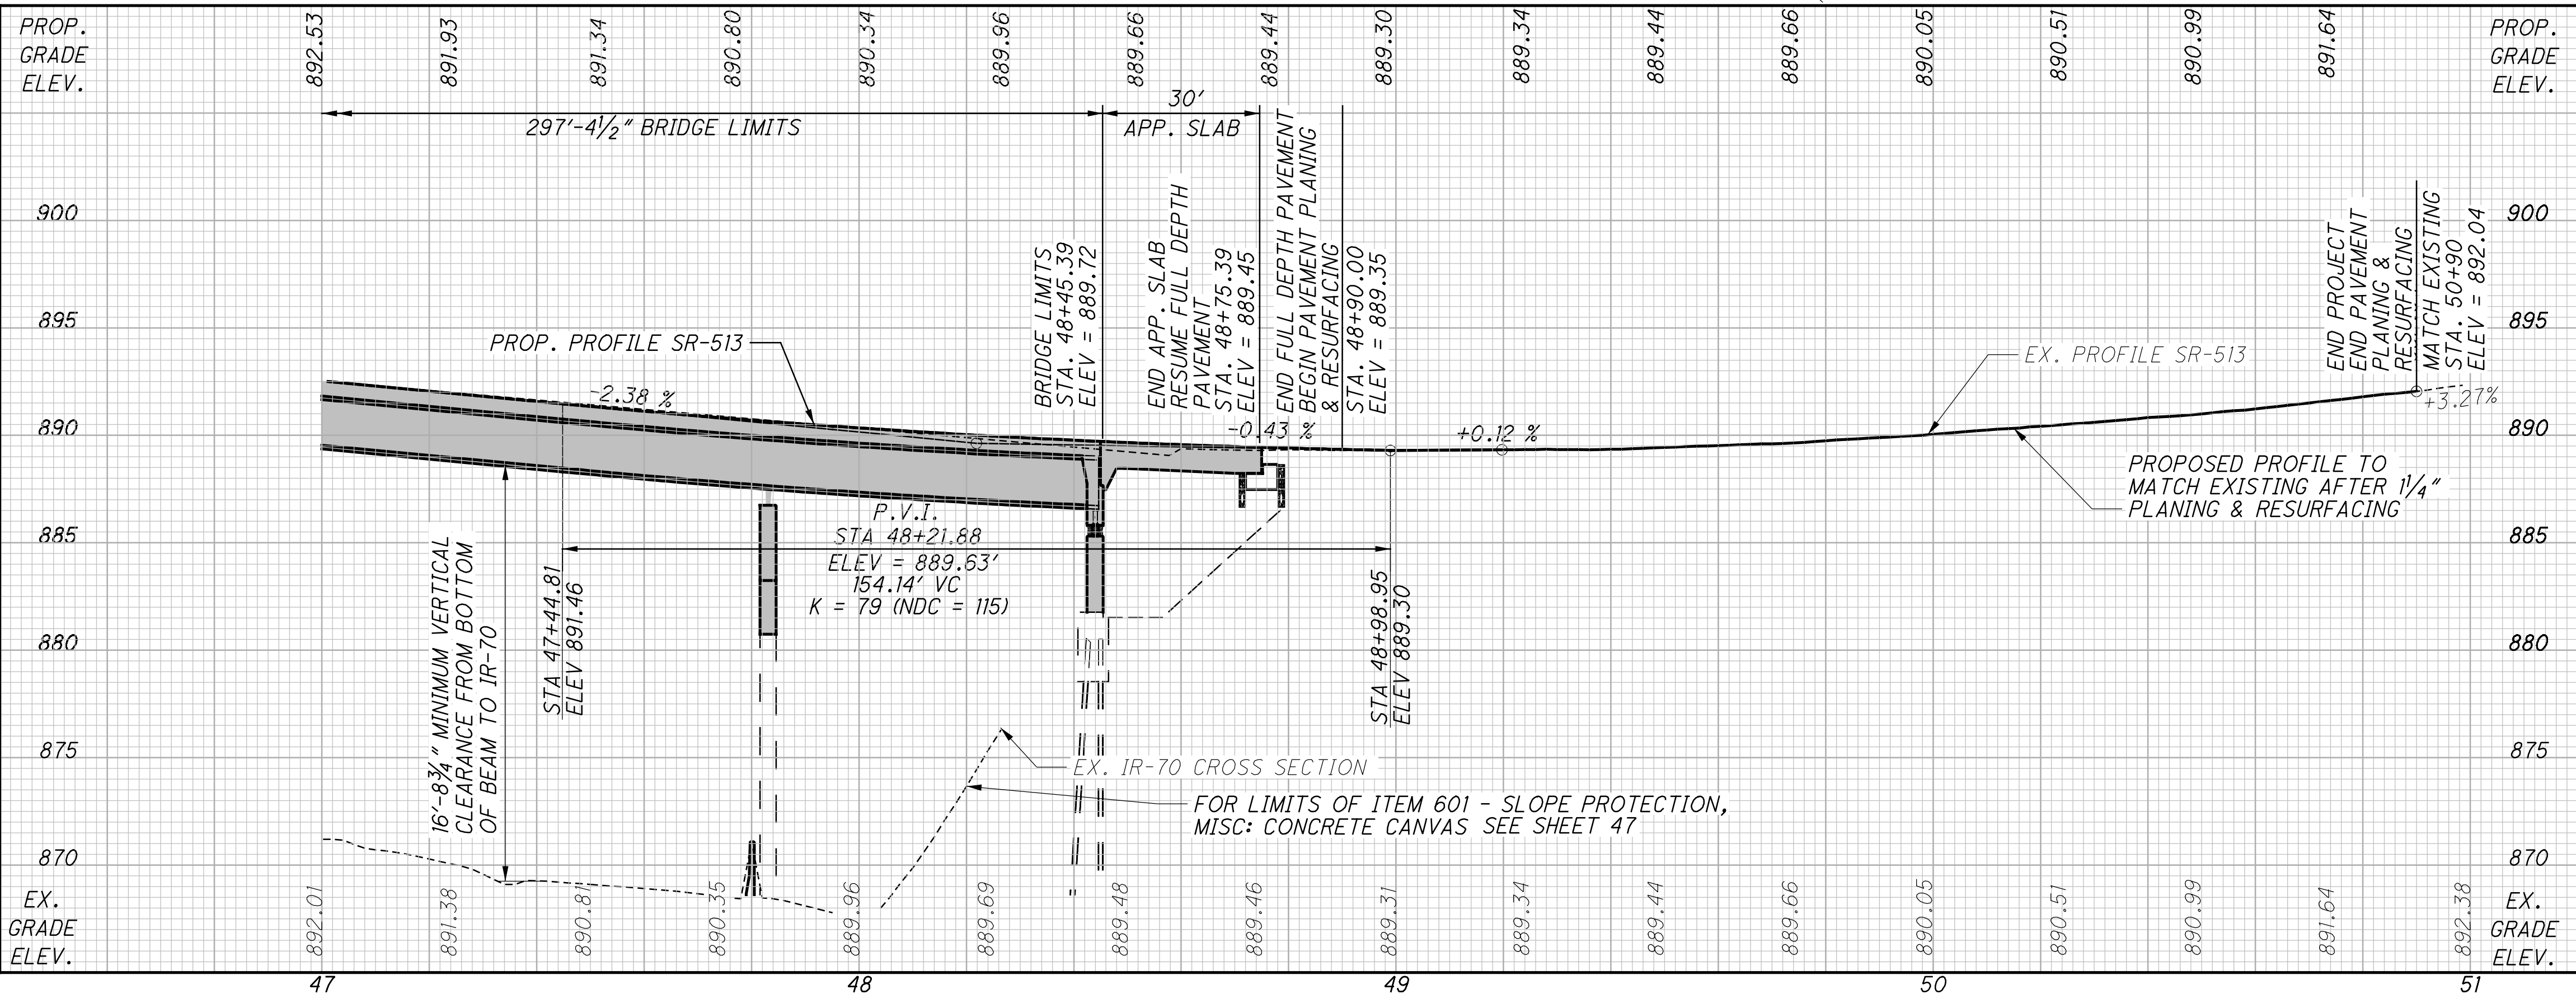 PROP.
GRADE
ELEV.
892.53
891.93
891.34
890.80
890.34
889.96
889.66
889.44
889.30
889.34
889.44
889.66
890.05
890.51
890.99
891.64
PROP.
GRADE
ELEV.
297'-4 1/2" BRIDGE LIMITS
30'
APP. SLAB
BRIDGE LIMITS
STA. 48+45.39
ELEV = 889.72
END APP. SLAB
RESUME FULL DEPTH
PAVEMENT
STA. 48+75.39
ELEV = 889.45
END FULL DEPTH PAVEMENT
BEGIN PAVEMENT PLANING
& RESURFACING
STA. 48+90.00
ELEV = 889.35
END PROJECT
END PAVEMENT
PLANING &
RESURFACING
MATCH EXISTING
STA. 50+90
ELEV = 892.04
900
895
890
885
880
875
870
900
895
890
885
880
875
870
PROP. PROFILE SR-513
-2.38 %
-0.43 %
+0.12 %
+3.27%
EX. PROFILE SR-513
PROPOSED PROFILE TO
MATCH EXISTING AFTER 1 1/4"
PLANING & RESURFACING
16'-8 3/4" MINIMUM VERTICAL
CLEARANCE FROM BOTTOM
OF BEAM TO IR-70
STA 47+44.81
ELEV 891.46
P.V.I.
STA 48+21.88
ELEV = 889.63'
154.14' VC
K = 79 (NDC = 115)
STA 48+98.95
ELEV 889.30
EX. IR-70 CROSS SECTION
FOR LIMITS OF ITEM 601 - SLOPE PROTECTION,
MISC: CONCRETE CANVAS SEE SHEET 47
EX.
GRADE
ELEV.
892.01
891.38
890.81
890.35
889.96
889.69
889.48
889.46
889.31
889.34
889.44
889.66
890.05
890.51
890.99
891.64
892.38
EX.
GRADE
ELEV.
47
48
49
50
51